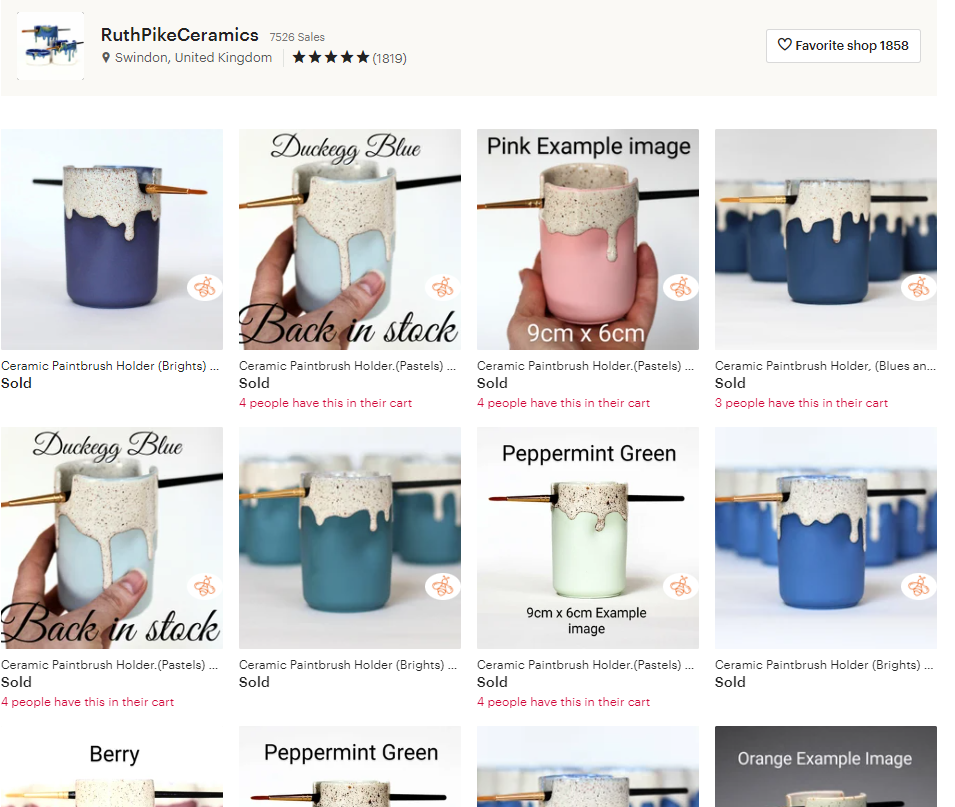 RuthPikeCeramics 7526 Sales
Swindon, United Kingdom (1819)
Favorite shop 1858
Duckegg Blue
Back in stock
Pink Example image
9cm x 6cm
Ceramic Paintbrush Holder (Brights) ...
Sold
Ceramic Paintbrush Holder.(Pastels) ...
Sold
4 people have this in their cart
Ceramic Paintbrush Holder.(Pastels) ...
Sold
4 people have this in their cart
Ceramic Paintbrush Holder, (Blues an...
Sold
3 people have this in their cart
Duckegg Blue
Back in stock
Peppermint Green
9cm x 6cm Example
image
Ceramic Paintbrush Holder.(Pastels) ...
Sold
4 people have this in their cart
Ceramic Paintbrush Holder (Brights) ...
Sold
Ceramic Paintbrush Holder.(Pastels) ...
Sold
4 people have this in their cart
Ceramic Paintbrush Holder (Brights) ...
Sold
Berry
Peppermint Green
Orange Example Image